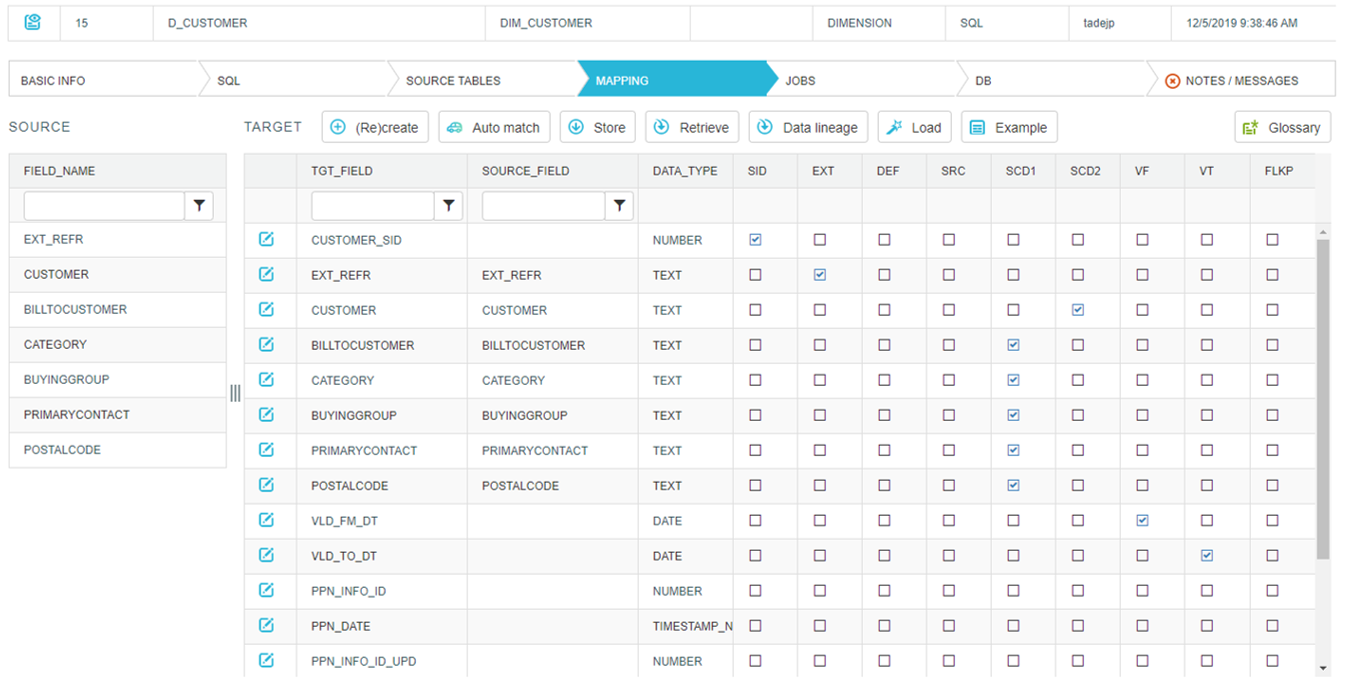 15 D_CUSTOMER DIM_CUSTOMER DIMENSION SQL tadejp 12/5/2019 9:38:46 AM
BASIC INFO SQL SOURCE TABLES MAPPING JOBS DB NOTES / MESSAGES
SOURCE TARGET (Re)create Auto match Store Retrieve Data lineage Load Example Glossary
FIELD_NAME TGT_FIELD SOURCE_FIELD DATA_TYPE SID EXT DEF SRC SCD1 SCD2 VF VT FLKP
EXT_REFR CUSTOMER_SID NUMBER
CUSTOMER EXT_REFR EXT_REFR TEXT
BILLTOCUSTOMER CUSTOMER CUSTOMER TEXT
CATEGORY BILLTOCUSTOMER BILLTOCUSTOMER TEXT
BUYINGGROUP CATEGORY CATEGORY TEXT
PRIMARYCONTACT BUYINGGROUP BUYINGGROUP TEXT
POSTALCODE PRIMARYCONTACT PRIMARYCONTACT TEXT
POSTALCODE POSTALCODE TEXT
VLD_FM_DT DATE
VLD_TO_DT DATE
PPN_INFO_ID NUMBER
PPN_DATE TIMESTAMP_N
PPN_INFO_ID_UPD NUMBER